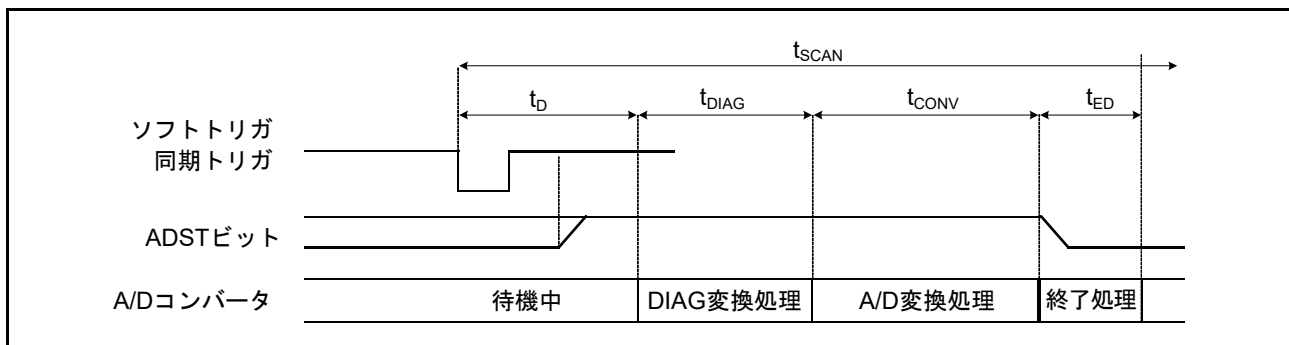 tSCAN
tD tDIAG tCONV tED
ソフトトリガ
同期トリガ
ADSTビット
A/Dコンバータ 待機中 DIAG変換処理 A/D変換処理 終了処理